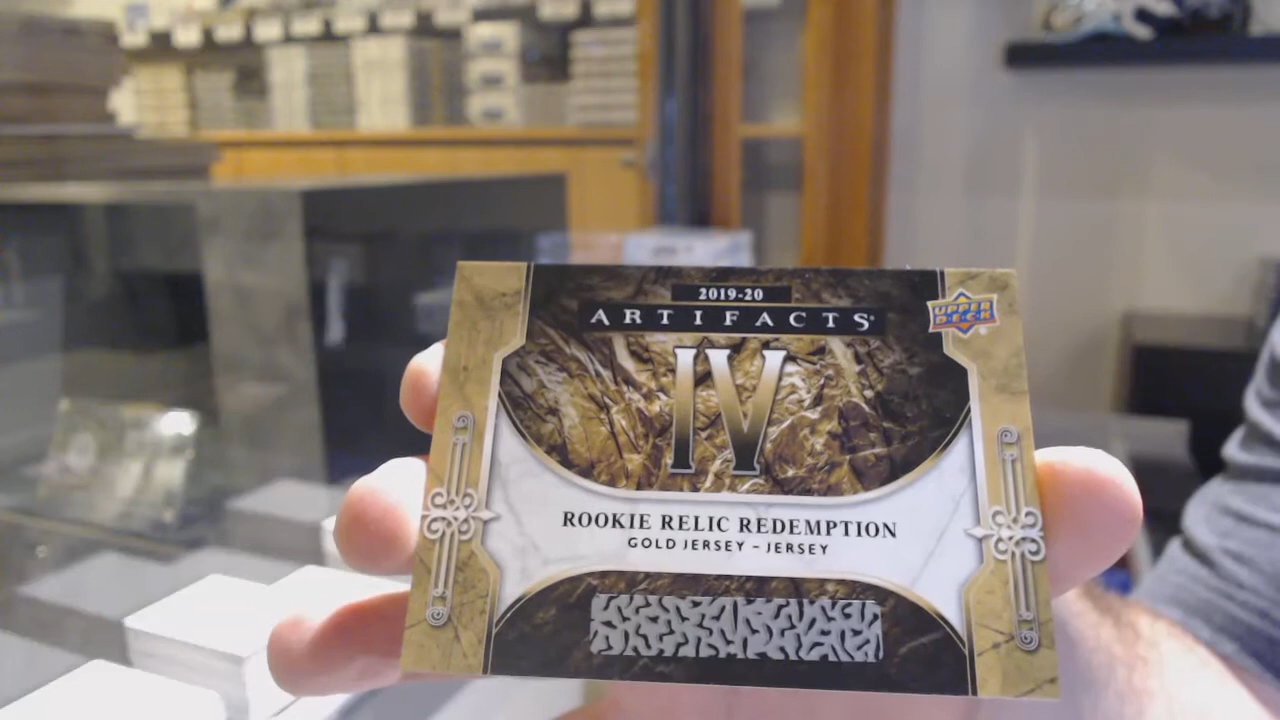 2019-20
ARTIFACTS
UPPER
DECK
IV
ROOKIE RELIC REDEMPTION
GOLD JERSEY - JERSEY